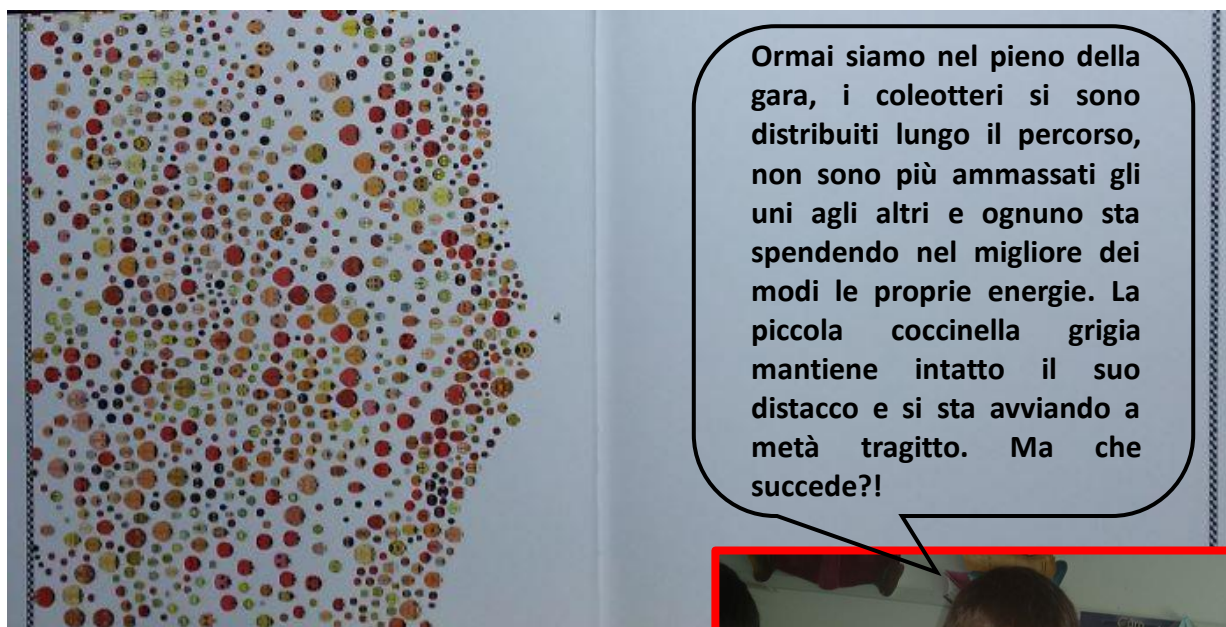 Ormai siamo nel pieno della
gara, i coleotteri si sono
distribuiti lungo il percorso,
non sono più ammassati gli
uni agli altri e ognuno sta
spendendo nel migliore dei
modi le proprie energie. La
piccola coccinella grigia
mantiene intatto il suo
distacco e si sta avviando a
metà tragitto. Ma che
succede?!